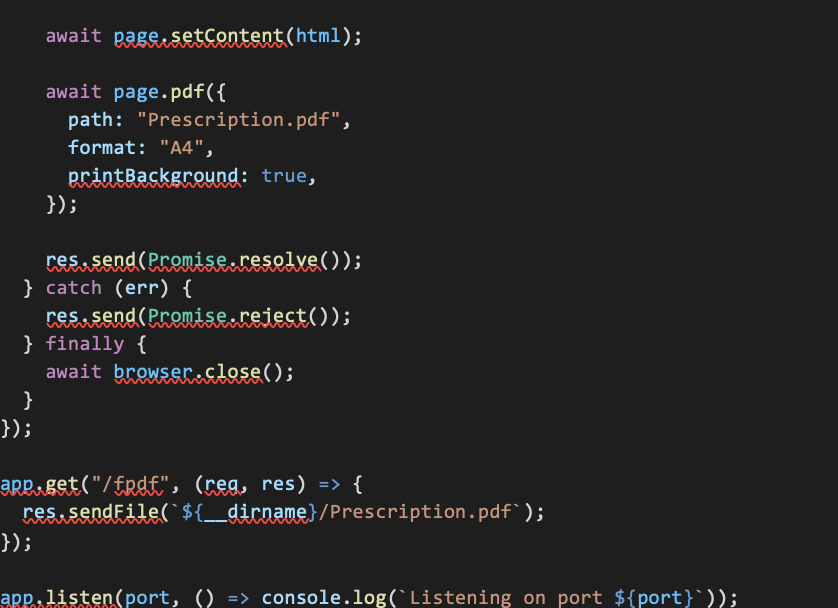 await page.setContent(html);
await page.pdf({
path: "Prescription.pdf",
format: "A4",
printBackground: true,
});
res.send(Promise.resolve());
} catch (err) {
res.send(Promise.reject());
} finally {
await browser.close();
}
});
app.get("/fpdf", (req, res) => {
res.sendFile(`${__dirname}/Prescription.pdf`);
});
app.listen(port, () => console.log(`Listening on port ${port}`));